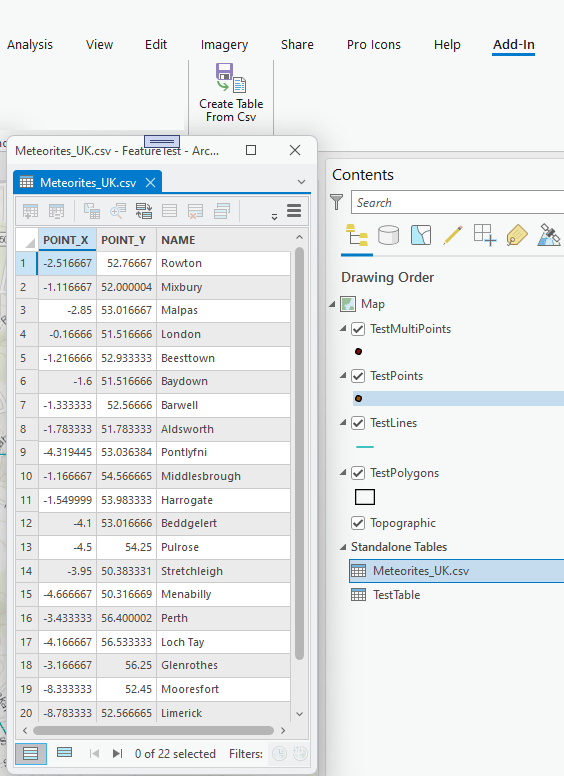 Analysis View Edit Imagery Share Pro Icons Help Add-In
Create Table
From Csv
Meteorites_UK.csv - FeatureTest - Arc...
Meteorites_UK.csv
POINT_X POINT_Y NAME
1 -2.516667 52.76667 Rowton
2 -1.116667 52.000004 Mixbury
3 -2.85 53.016667 Malpas
4 -0.16666 51.516666 London
5 -1.216666 52.933333 Beesttown
6 -1.6 51.516666 Baydown
7 -1.333333 52.56666 Barwell
8 -1.783333 51.783333 Aldsworth
9 -4.319445 53.036384 Pontlyfni
10 -1.166667 54.566665 Middlesbrough
11 -1.549999 53.983333 Harrogate
12 -4.1 53.016666 Beddgelert
13 -4.5 54.25 Pulrose
14 -3.95 50.383331 Stretchleigh
15 -4.666667 50.316669 Menabilly
16 -3.433333 56.400002 Perth
17 -4.166667 56.533333 Loch Tay
18 -3.166667 56.25 Glenrothes
19 -8.333333 52.45 Mooresfort
20 -8.783333 52.566665 Limerick
0 of 22 selected Filters:
Contents
Search
Drawing Order
Map
TestMultiPoints
TestPoints
TestLines
TestPolygons
Topographic
Standalone Tables
Meteorites_UK.csv
TestTable